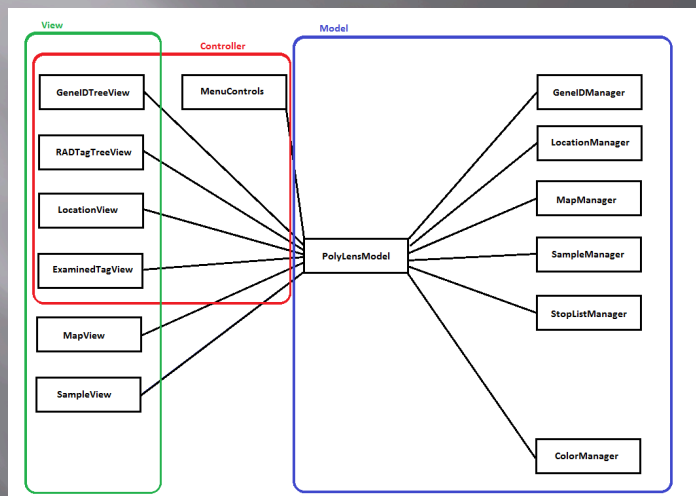 View
Model
Controller
GeneIDTreeView
MenuControls
GeneIDManager
RADTagTreeView
LocationManager
LocationView
MapManager
PolyLensModel
SampleManager
ExaminedTagView
StopListManager
MapView
SampleView
ColorManager